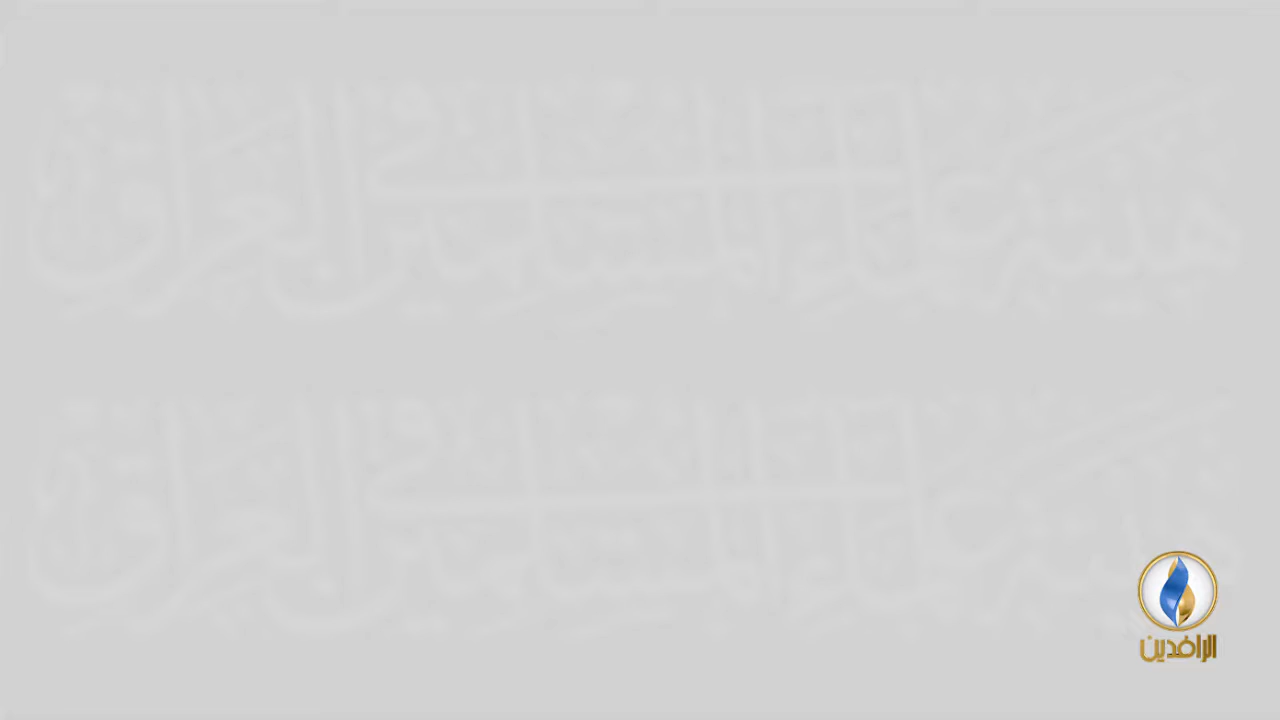 هيئة علماء المسلمين في العراق
هيئة علماء المسلمين في العراق
الرافدين